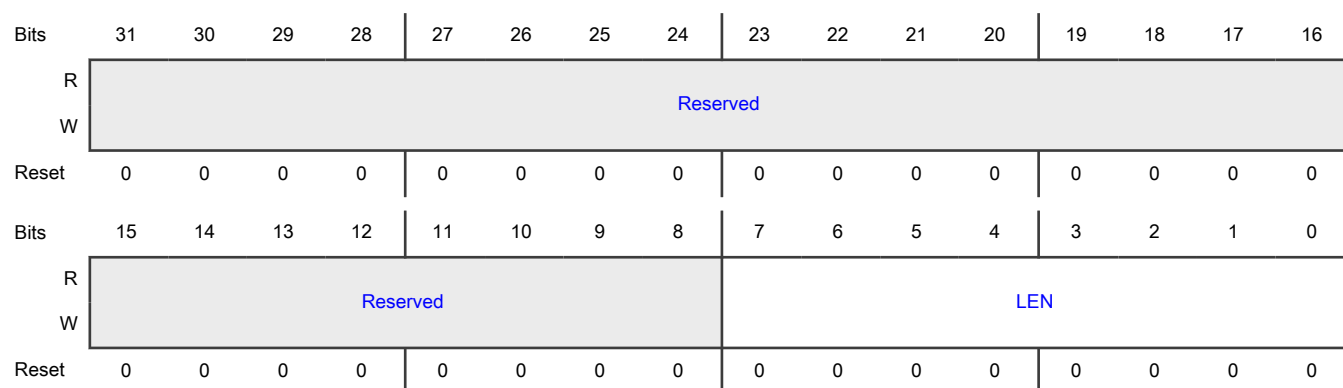 Bits 31 30 29 28 27 26 25 24 23 22 21 20 19 18 17 16
R
Reserved
W
Reset 0 0 0 0 0 0 0 0 0 0 0 0 0 0 0 0
Bits 15 14 13 12 11 10 9 8 7 6 5 4 3 2 1 0
R
Reserved LEN
W
Reset 0 0 0 0 0 0 0 0 0 0 0 0 0 0 0 0